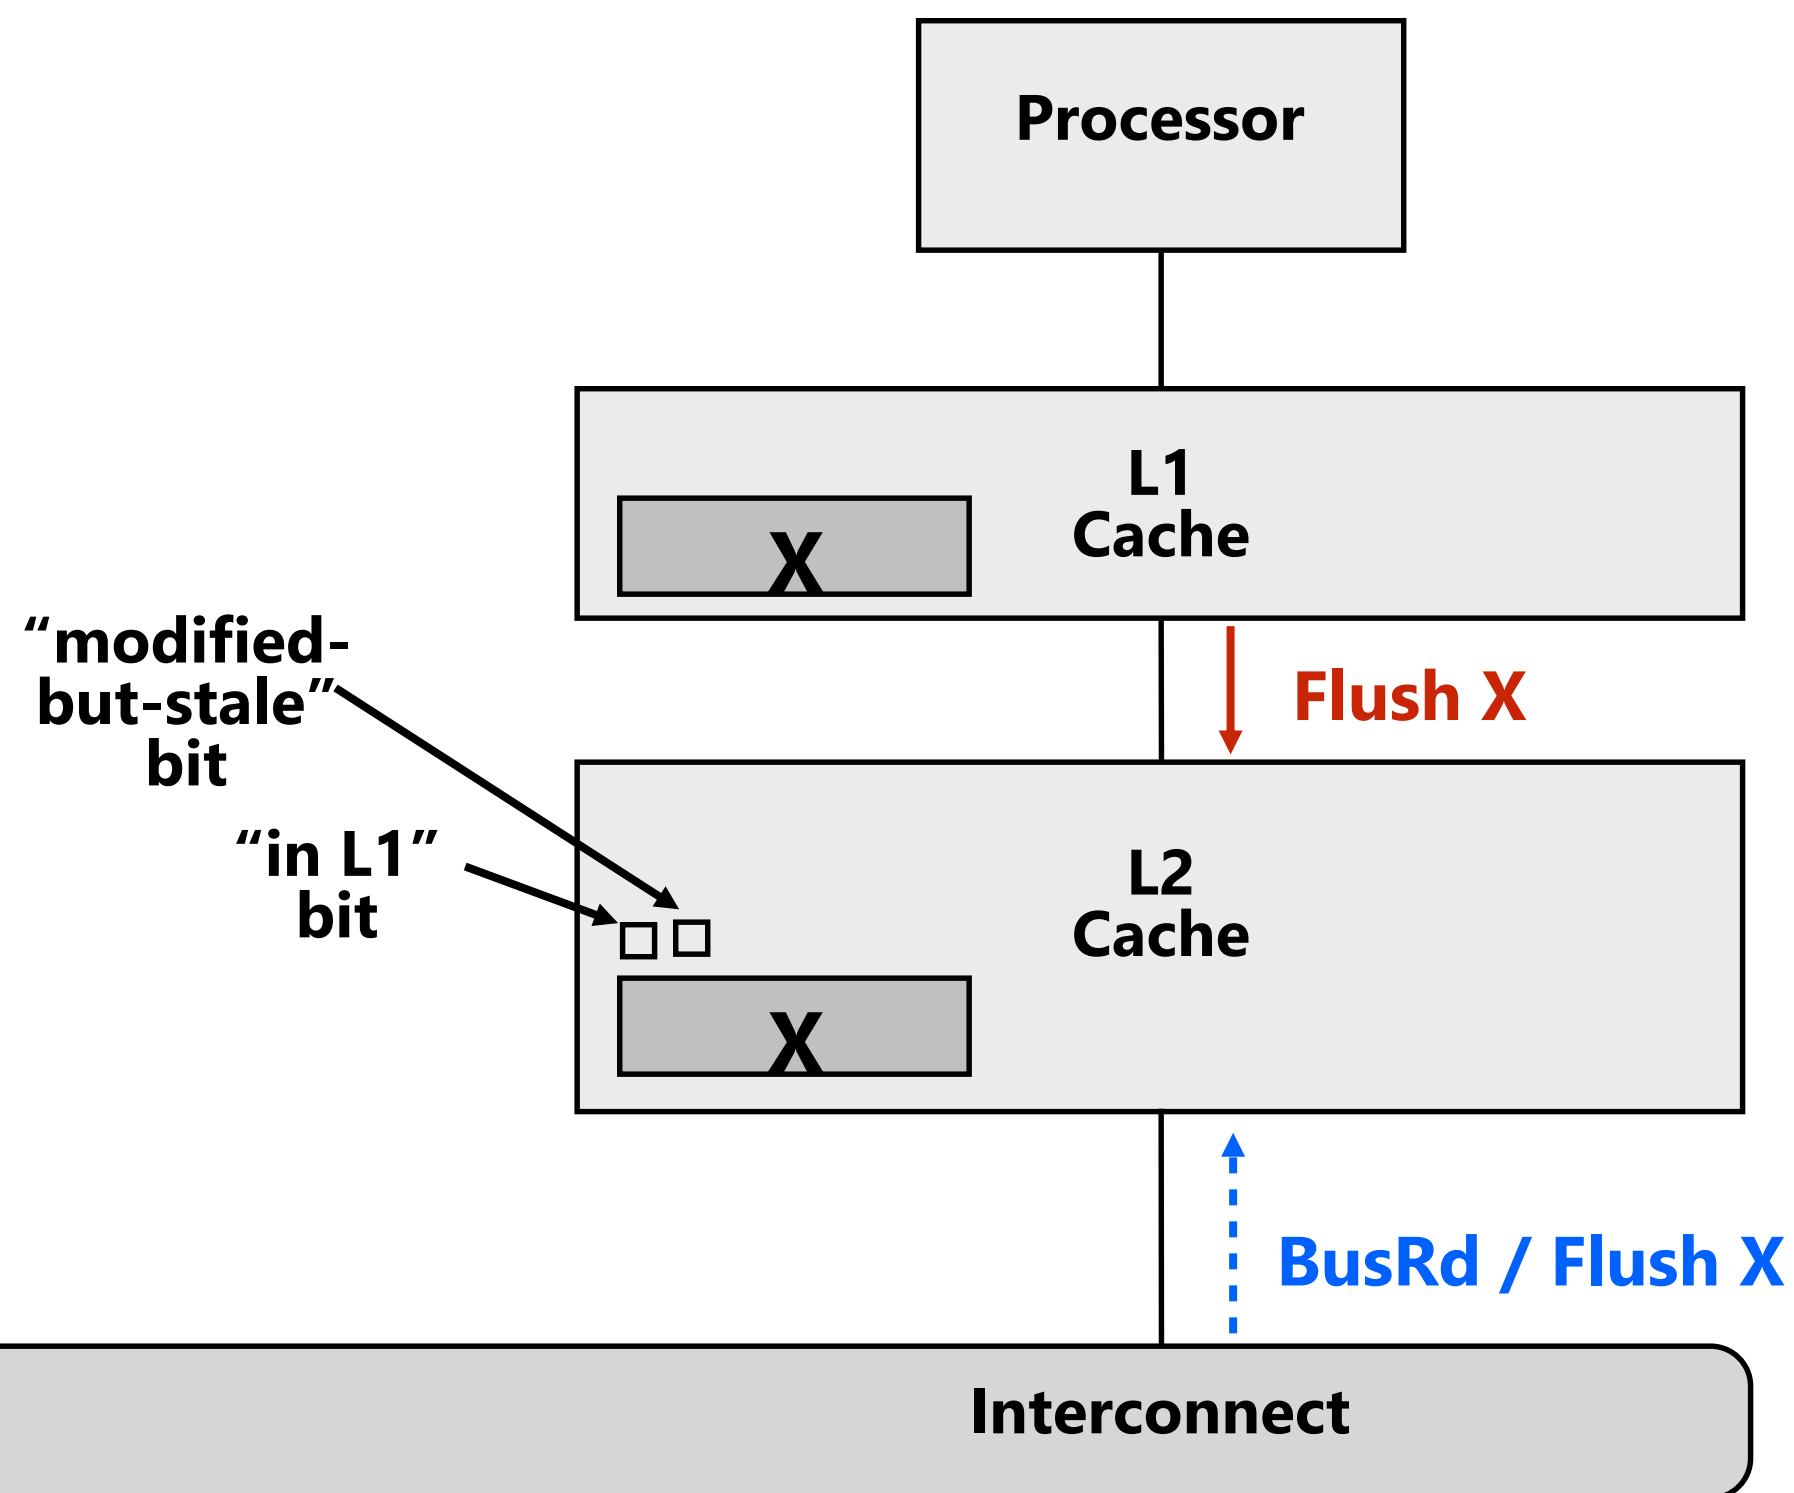 Processor
L1
Cache
X
“modified-
but-stale”
bit
Flush X
“in L1”
bit
L2
Cache
X
BusRd / Flush X
Interconnect